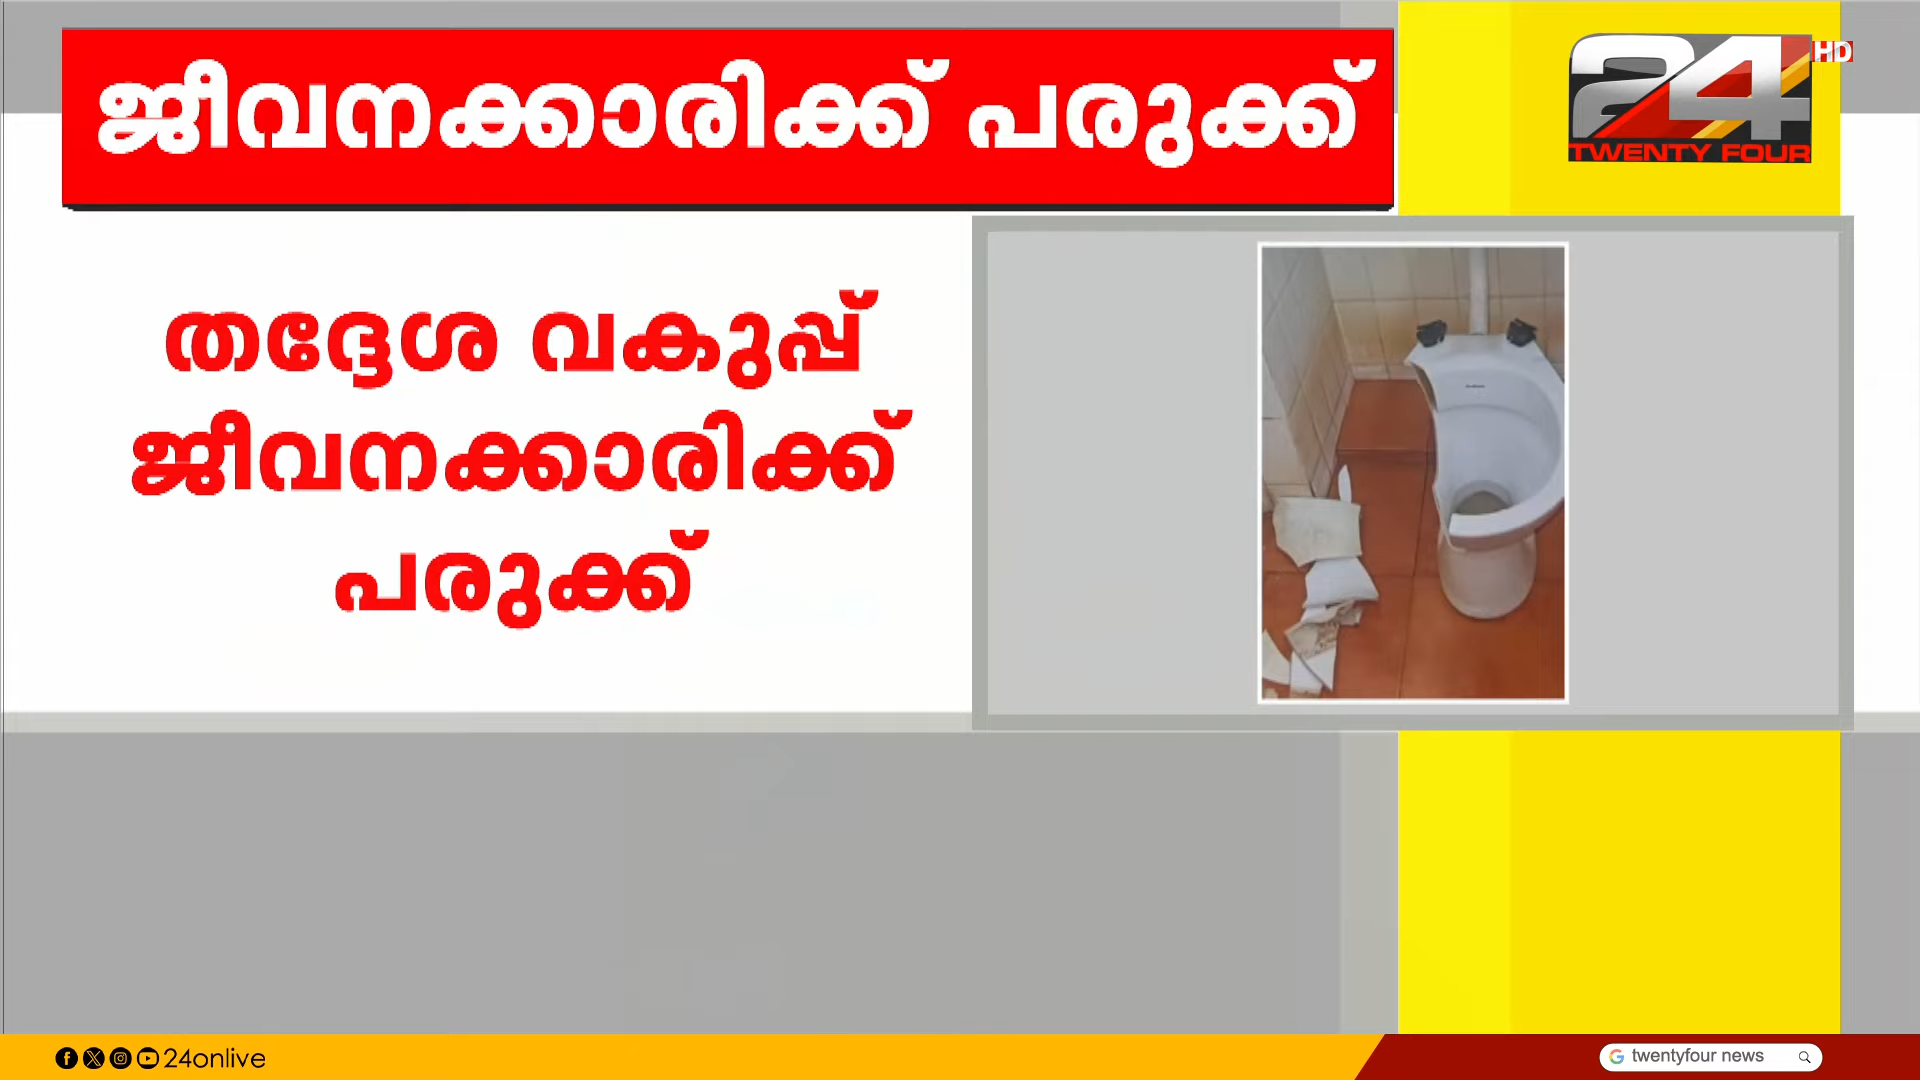 ജീവനക്കാരിക്ക് പരുക്ക്
24 HD
TWENTY FOUR
തദ്ദേശ വകുപ്പ്
ജീവനക്കാരിക്ക്
പരുക്ക്
24onlive
twentyfour news